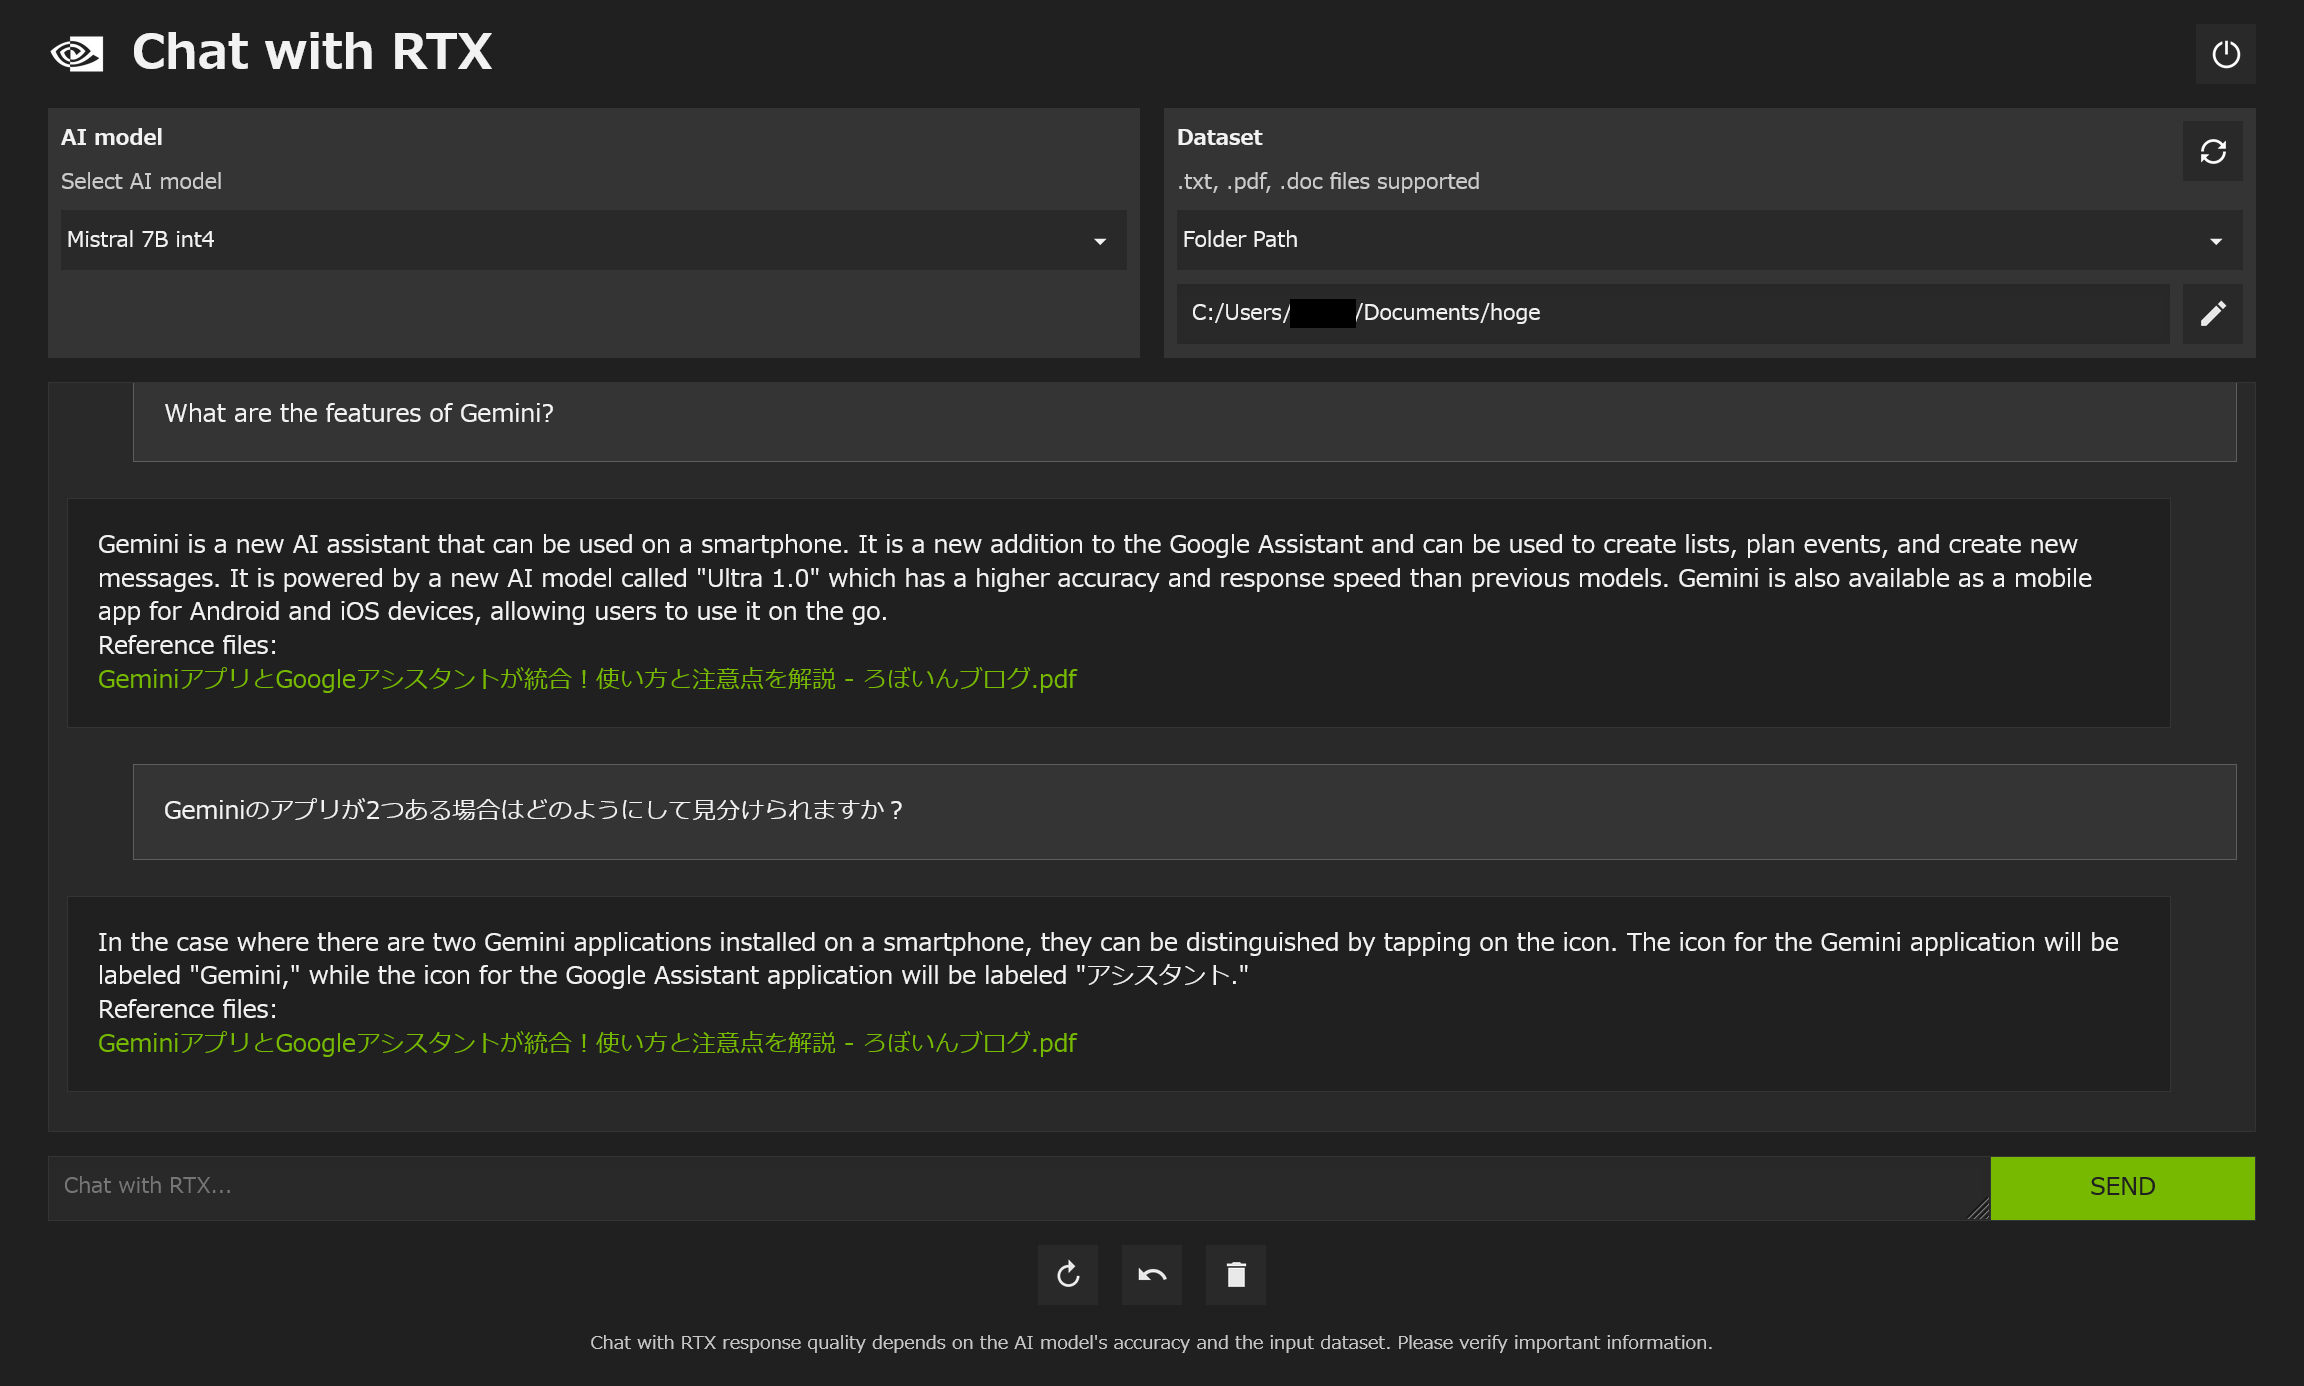 Chat with RTX
AI model
Select AI model
Mistral 7B int4
Dataset
.txt, .pdf, .doc files supported
Folder Path
C:/Users/ /Documents/hoge
What are the features of Gemini?
Gemini is a new AI assistant that can be used on a smartphone. It is a new addition to the Google Assistant and can be used to create lists, plan events, and create new
messages. It is powered by a new AI model called "Ultra 1.0" which has a higher accuracy and response speed than previous models. Gemini is also available as a mobile
app for Android and iOS devices, allowing users to use it on the go.
Reference files:
GeminiアプリとGoogleアシスタントが統合！使い方と注意点を解説 - ろぼいんブログ.pdf
Geminiのアプリが2つある場合はどのようにして見分けられますか？
In the case where there are two Gemini applications installed on a smartphone, they can be distinguished by tapping on the icon. The icon for the Gemini application will be
labeled "Gemini," while the icon for the Google Assistant application will be labeled "アシスタント."
Reference files:
GeminiアプリとGoogleアシスタントが統合！使い方と注意点を解説 - ろぼいんブログ.pdf
Chat with RTX...
SEND
Chat with RTX response quality depends on the AI model's accuracy and the input dataset. Please verify important information.